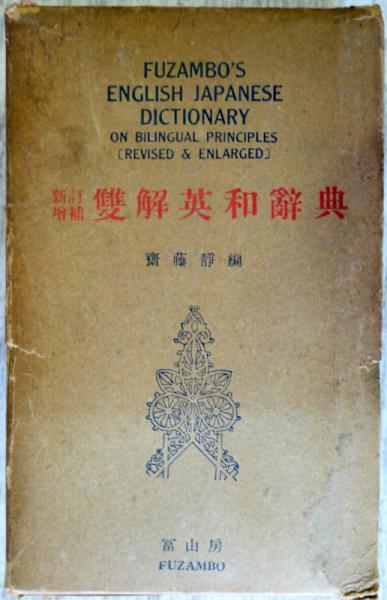 FUZAMBO'S
ENGLISH JAPANESE
DICTIONARY
ON BILINGUAL PRINCIPLES
[REVISED & ENLARGED]
新訂增補 雙解英和辭典
齋藤靜編
冨山房
FUZAMBO